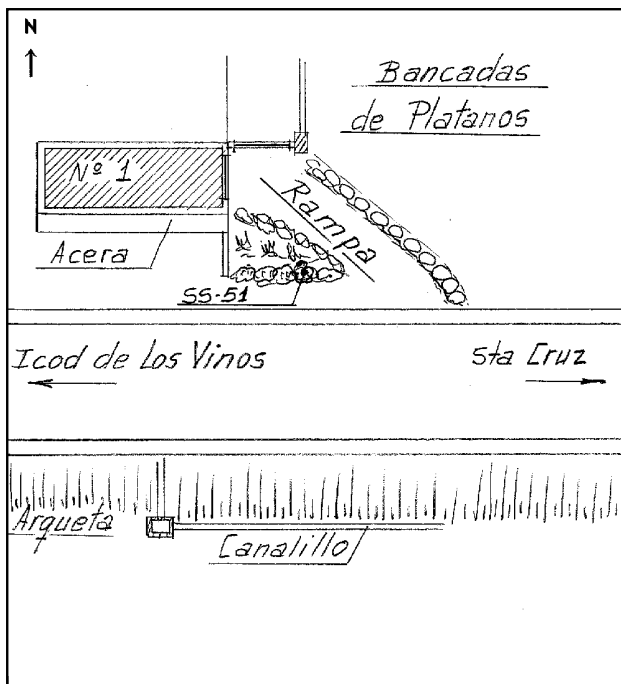 N
Bancadas
de Platanos
Nº 1
Rampa
Acera
SS-51
Icod de Los Vinos
Sta Cruz
Arqueta
Canalillo